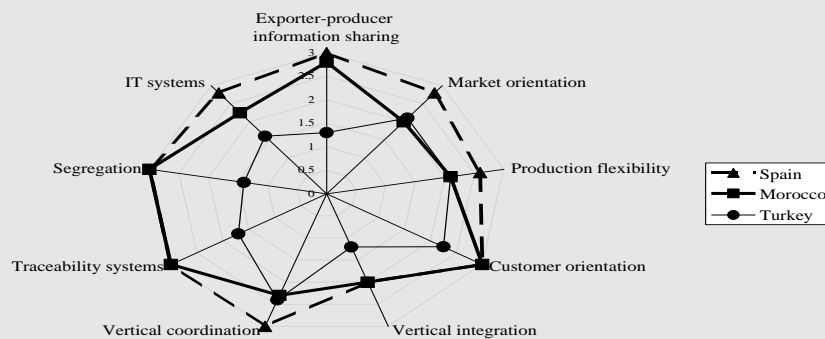 Exporter-producer
information sharing
3
2.5
2
1.5
1
0.5
0
IT systems
Market orientation
Segregation
Production flexibility
Traceability systems
Customer orientation
Vertical coordination
Vertical integration
Spain
Morocco
Turkey